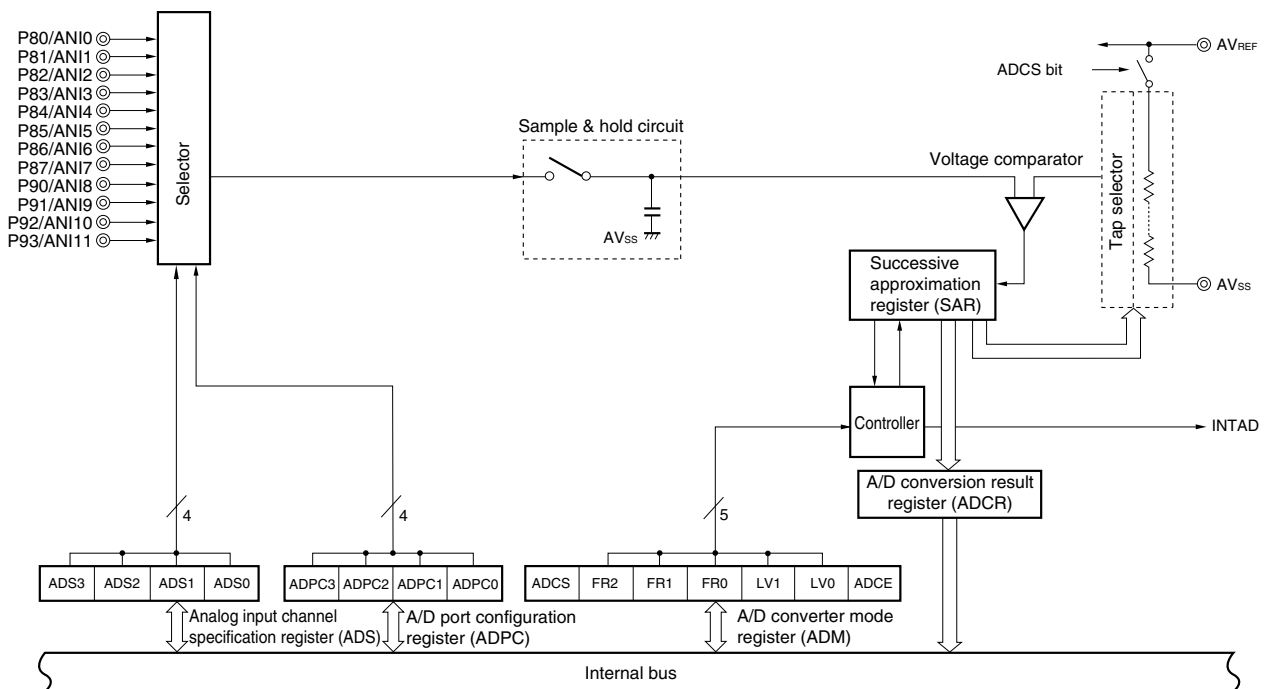 P80/ANI0
P81/ANI1
P82/ANI2
P83/ANI3
P84/ANI4
P85/ANI5
P86/ANI6
P87/ANI7
P90/ANI8
P91/ANI9
P92/ANI10
P93/ANI11
Selector
Sample & hold circuit
AVSS
Voltage comparator
ADCS bit
AVREF
Tap selector
AVSS
Successive
approximation
register (SAR)
Controller
INTAD
A/D conversion result
register (ADCR)
4
4
5
ADS3 ADS2 ADS1 ADS0
ADPC3 ADPC2 ADPC1 ADPC0
ADCS FR2 FR1 FR0 LV1 LV0 ADCE
Analog input channel
specification register (ADS)
A/D port configuration
register (ADPC)
A/D converter mode
register (ADM)
Internal bus